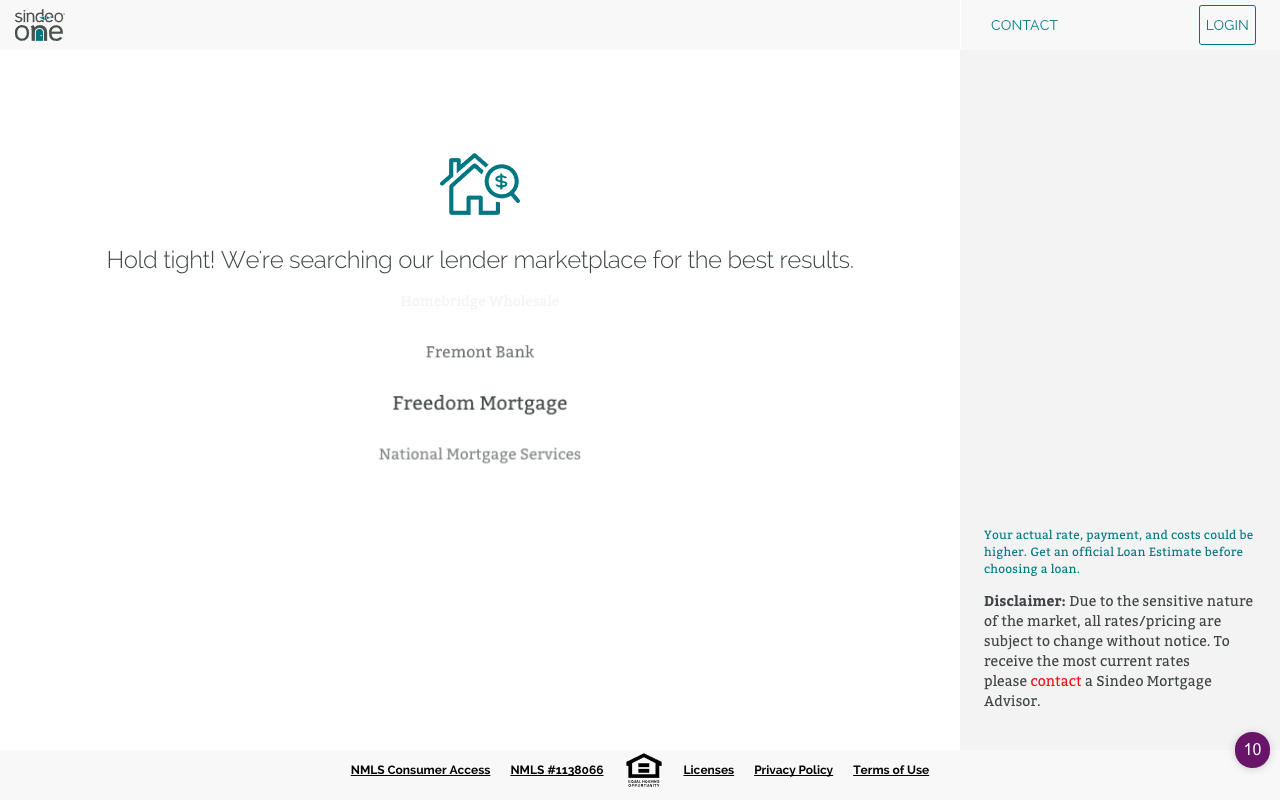 sindeo
one
CONTACT
LOGIN
Hold tight! We're searching our lender marketplace for the best results.
Homebridge Wholesale
Fremont Bank
Freedom Mortgage
National Mortgage Services
Your actual rate, payment, and costs could be
higher. Get an official Loan Estimate before
choosing a loan.
Disclaimer: Due to the sensitive nature
of the market, all rates/pricing are
subject to change without notice. To
receive the most current rates
please contact a Sindeo Mortgage
Advisor.
10
NMLS Consumer Access NMLS #1138066 Licenses Privacy Policy Terms of Use
EQUAL HOUSING
OPPORTUNITY